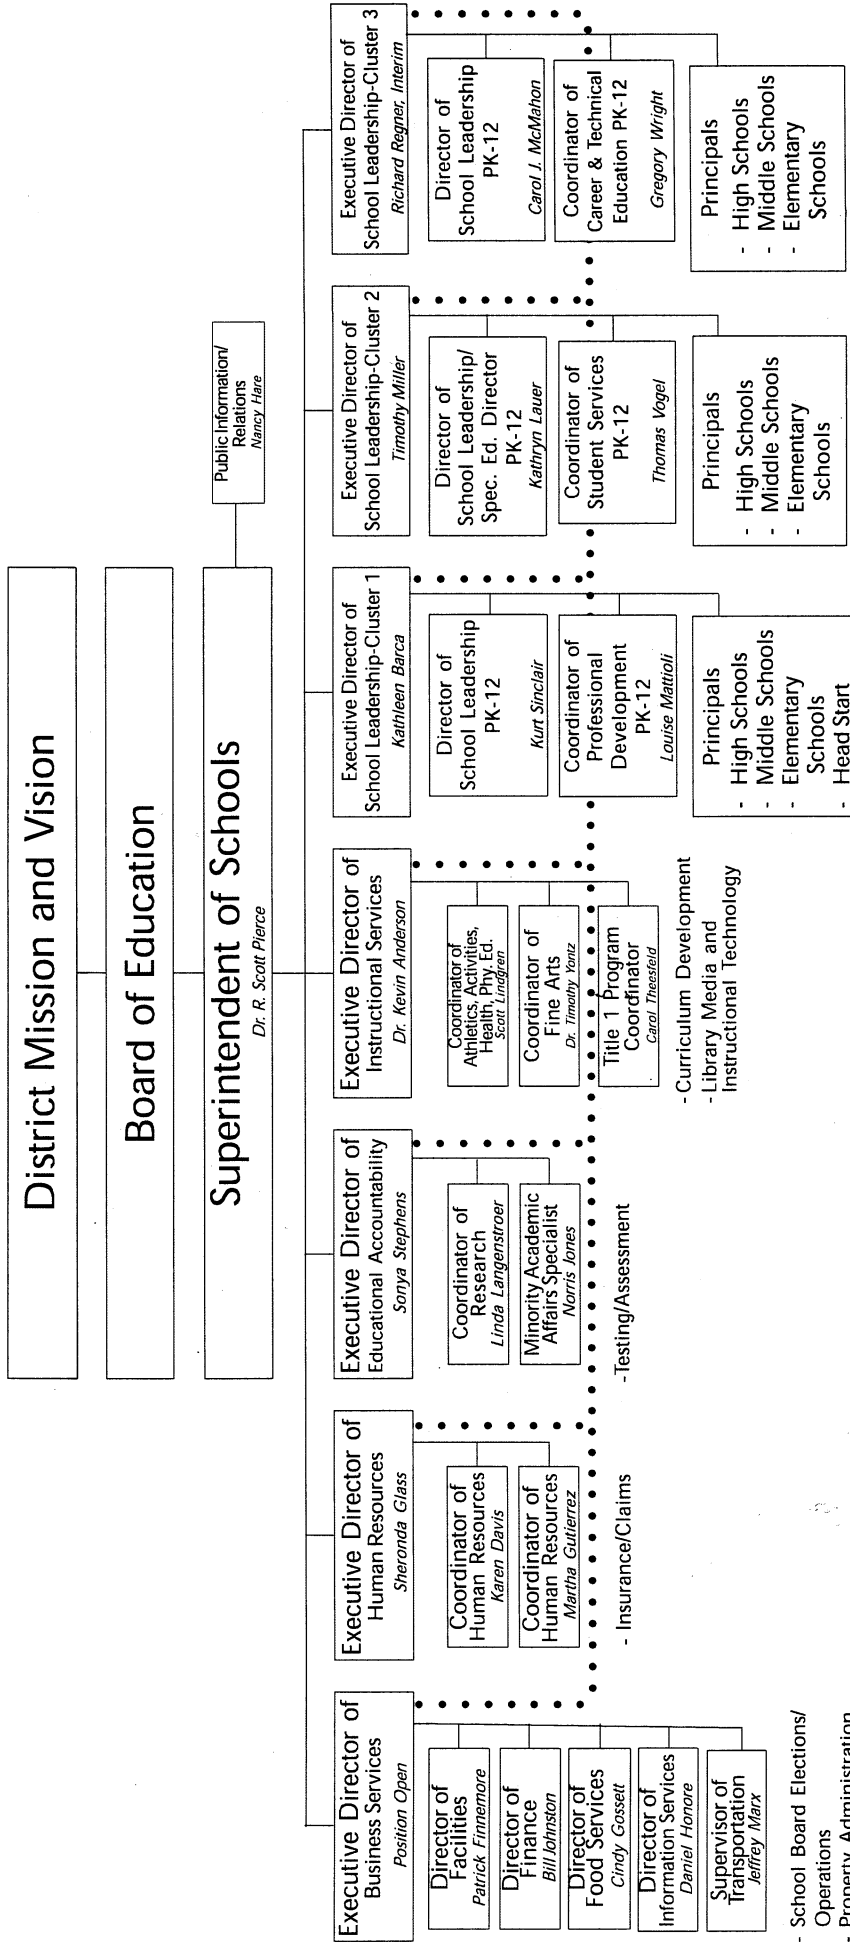 District Mission and Vision
Board of Education
Superintendent of Schools
Dr. R. Scott Pierce
Public Information/
Relations
Nancy Hare
Executive Director of
Business Services
Position Open
Director of
Facilities
Patrick Finnemore
Director of
Finance
Bill Johnston
Director of
Food Services
Cindy Gossett
Director of
Information Services
Daniel Honore
Supervisor of
Transportation
Jeffrey Marx
- School Board Elections/
Operations
- Property Administration
Executive Director of
Human Resources
Sheronda Glass
Coordinator of
Human Resources
Karen Davis
Coordinator of
Human Resources
Martha Gutierrez
- Insurance/Claims
Executive Director of
Educational Accountability
Sonya Stephens
Coordinator of
Research
Linda Langenstroer
Minority Academic
Affairs Specialist
Norris Jones
-Testing/Assessment
Executive Director of
Instructional Services
Dr. Kevin Anderson
Coordinator of
Athletics, Activities,
Health, Phy. Ed.
Scott Lindgren
Coordinator of
Fine Arts
Dr. Timothy Yontz
Title 1 Program
Coordinator
Carol Theesfeld
- Curriculum Development
- Library Media and
Instructional Technology
Executive Director of
School Leadership-Cluster 1
Kathleen Barca
Director of
School Leadership
PK-12
Kurt Sinclair
Coordinator of
Professional
Development
PK-12
Louise Mattioli
Principals
- High Schools
- Middle Schools
- Elementary
Schools
- Head Start
Executive Director of
School Leadership-Cluster 2
Timothy Miller
Director of
School Leadership/
Spec. Ed. Director
PK-12
Kathryn Lauer
Coordinator of
Student Services
PK-12
Thomas Vogel
Principals
- High Schools
- Middle Schools
- Elementary
Schools
Executive Director of
School Leadership-Cluster 3
Richard Regner, Interim
Director of
School Leadership
PK-12
Carol J. McMahon
Coordinator of
Career & Technical
Education PK-12
Gregory Wright
Principals
- High Schools
- Middle Schools
- Elementary
Schools